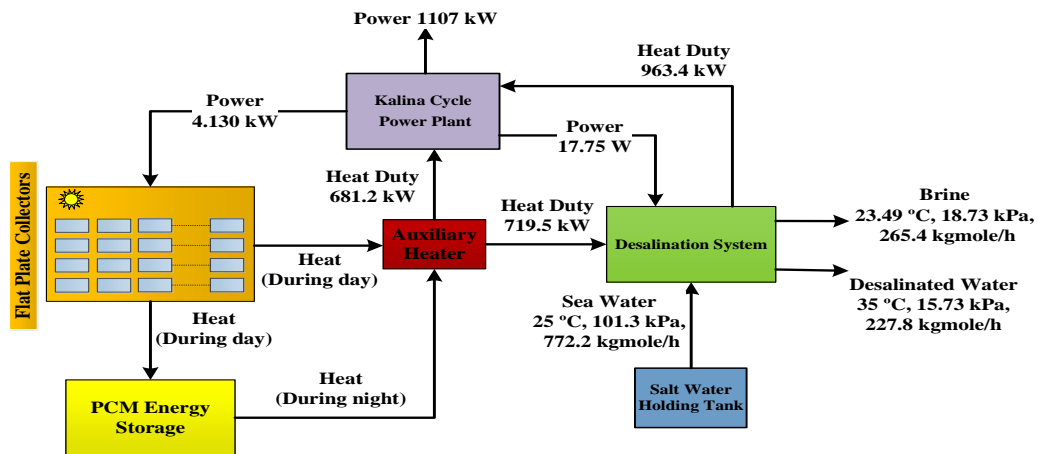 Power 1107 kW
Heat Duty
963.4 kW
Kalina Cycle
Power Plant
Power
4.130 kW
Power
17.75 W
Flat Plate Collectors
Heat Duty
681.2 kW
Heat Duty
719.5 kW
Auxiliary
Heater
Desalination System
Brine
23.49 ºC, 18.73 kPa,
265.4 kgmole/h
Heat
(During day)
Desalinated Water
35 ºC, 15.73 kPa,
227.8 kgmole/h
Sea Water
25 ºC, 101.3 kPa,
772.2 kgmole/h
Heat
(During day)
Heat
(During night)
PCM Energy
Storage
Salt Water
Holding Tank